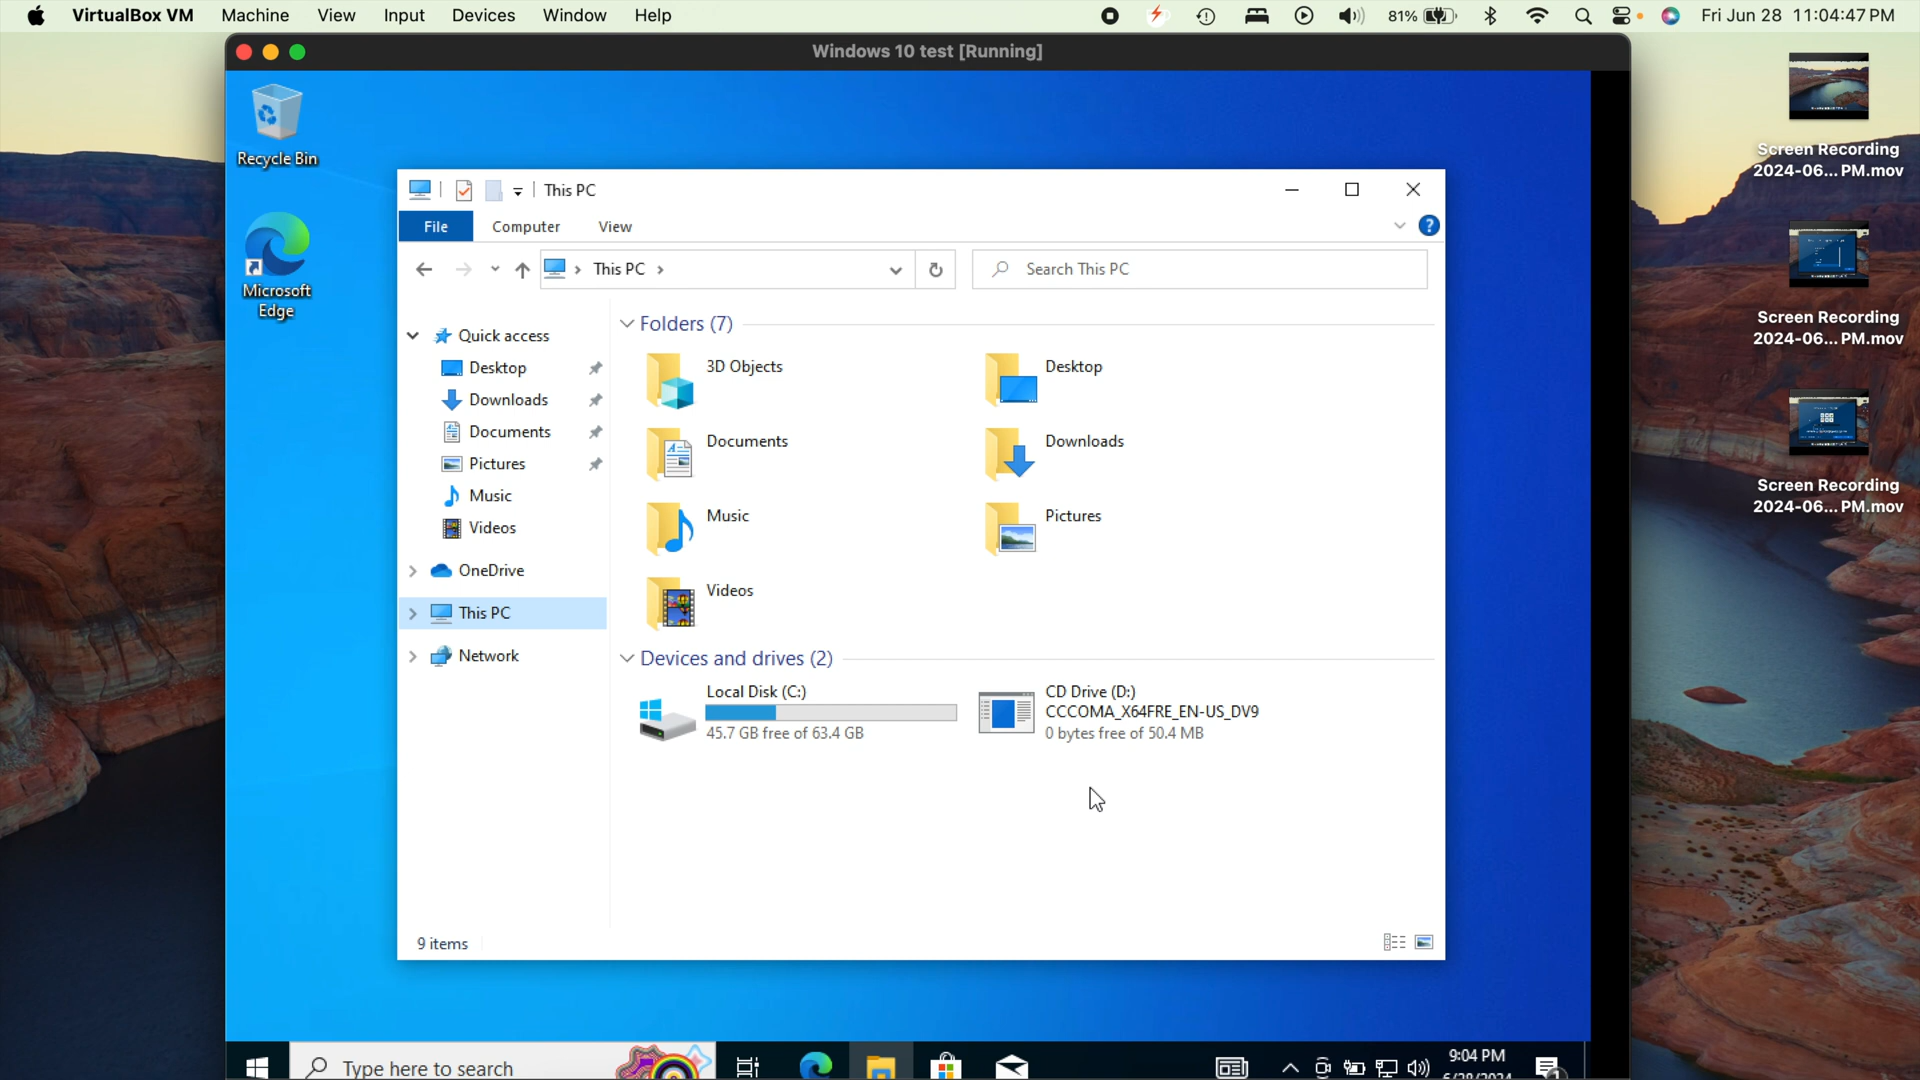 VirtualBox VM Machine View Input Devices Window Help 81% Fri Jun 28 11:04:47 PM
Windows 10 test [Running]
Recycle Bin
Microsoft
Edge
This PC
File Computer View
This PC
Search This PC
Quick access
Desktop
Downloads
Documents
Pictures
Music
Videos
OneDrive
This PC
Network
Folders (7)
3D Objects
Desktop
Documents
Downloads
Music
Pictures
Videos
Devices and drives (2)
Local Disk (C:)
45.7 GB free of 63.4 GB
CD Drive (D:)
CCCOMA_X64FRE_EN-US_DV9
0 bytes free of 50.4 MB
9 items
Screen Recording
2024-06...PM.mov
Screen Recording
2024-06...PM.mov
Screen Recording
2024-06...PM.mov
Type here to search
9:04 PM
6/28/2024
1